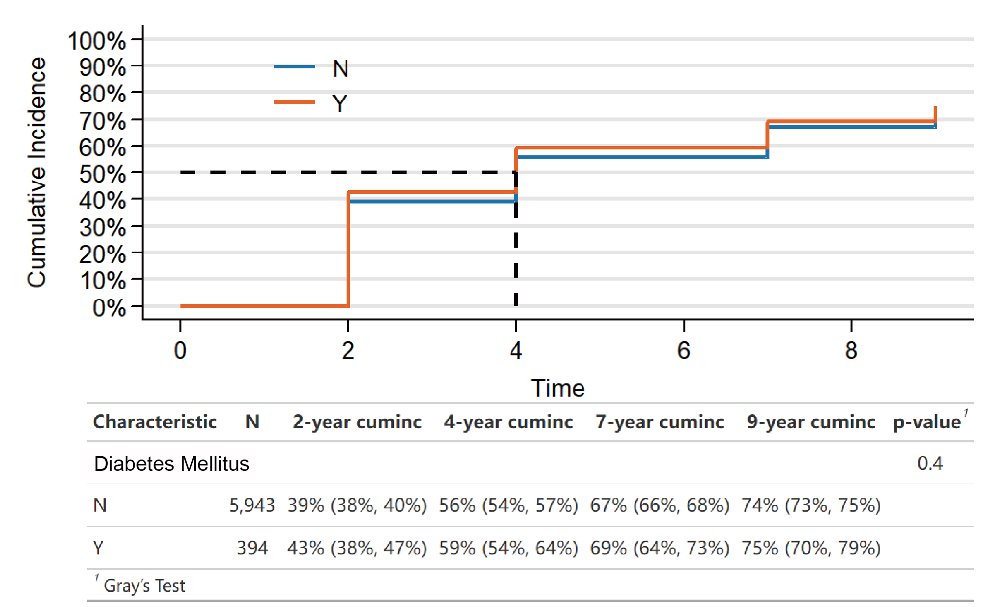 Cumulative Incidence
100%
90%
80%
70%
60%
50%
40%
30%
20%
10%
0%
N
Y
0 2 4 6 8
Time
Characteristic N 2-year cuminc 4-year cuminc 7-year cuminc 9-year cuminc p-value1
Diabetes Mellitus 0.4
N 5,943 39% (38%, 40%) 56% (54%, 57%) 67% (66%, 68%) 74% (73%, 75%)
Y 394 43% (38%, 47%) 59% (54%, 64%) 69% (64%, 73%) 75% (70%, 79%)
1 Gray's Test